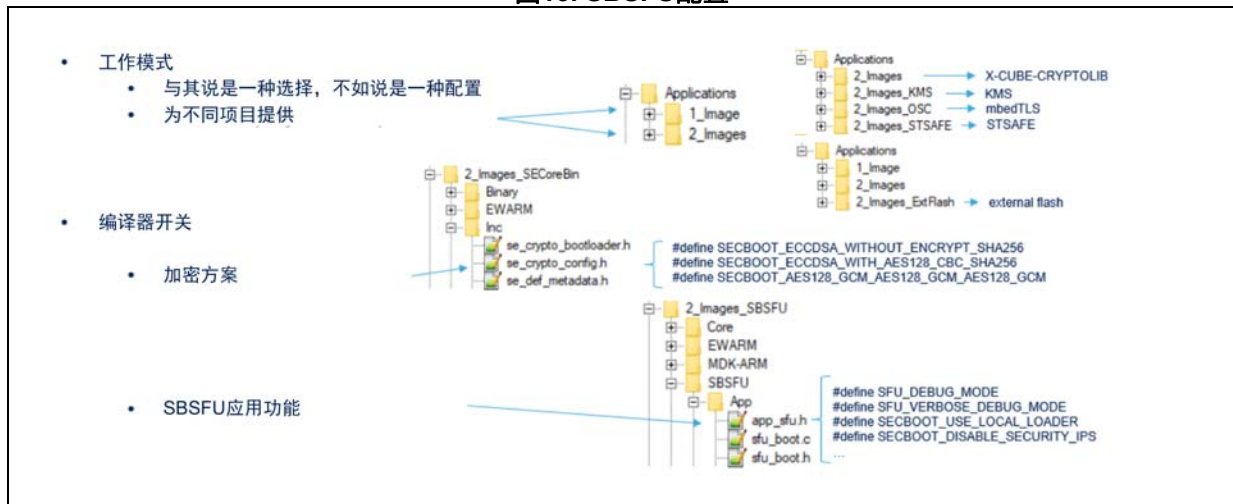 • 工作模式
• 与其说是一种选择，不如说是一种配置
• 为不同项目提供
Applications
1_Image
2_Images
Applications
2_Images
X-CUBE-CRYPTOLIB
2_Images_KMS
KMS
2_Images_OSC
mbedTLS
2_Images_STSAFE
STSAFE
Applications
1_Image
2_Images
2_Images_ExtFlash
external flash
• 编译器开关
• 加密方案
2_Images_SECoreBin
Binary
EWARM
Inc
se_crypto_bootloader.h
se_crypto_config.h
se_def_metadata.h
#define SECBOOT_ECCDSA_WITHOUT_ENCRYPT_SHA256
#define SECBOOT_ECCDSA_WITH_AES128_CBC_SHA256
#define SECBOOT_AES128_GCM_AES128_GCM_AES128_GCM
• SBSFU应用功能
2_Images_SBSFU
Core
EWARM
MDK-ARM
SBSFU
App
app_sfu.h
sfu_boot.c
sfu_boot.h
#define SFU_DEBUG_MODE
#define SFU_VERBOSE_DEBUG_MODE
#define SECBOOT_USE_LOCAL_LOADER
#define SECBOOT_DISABLE_SECURITY_IPS
...